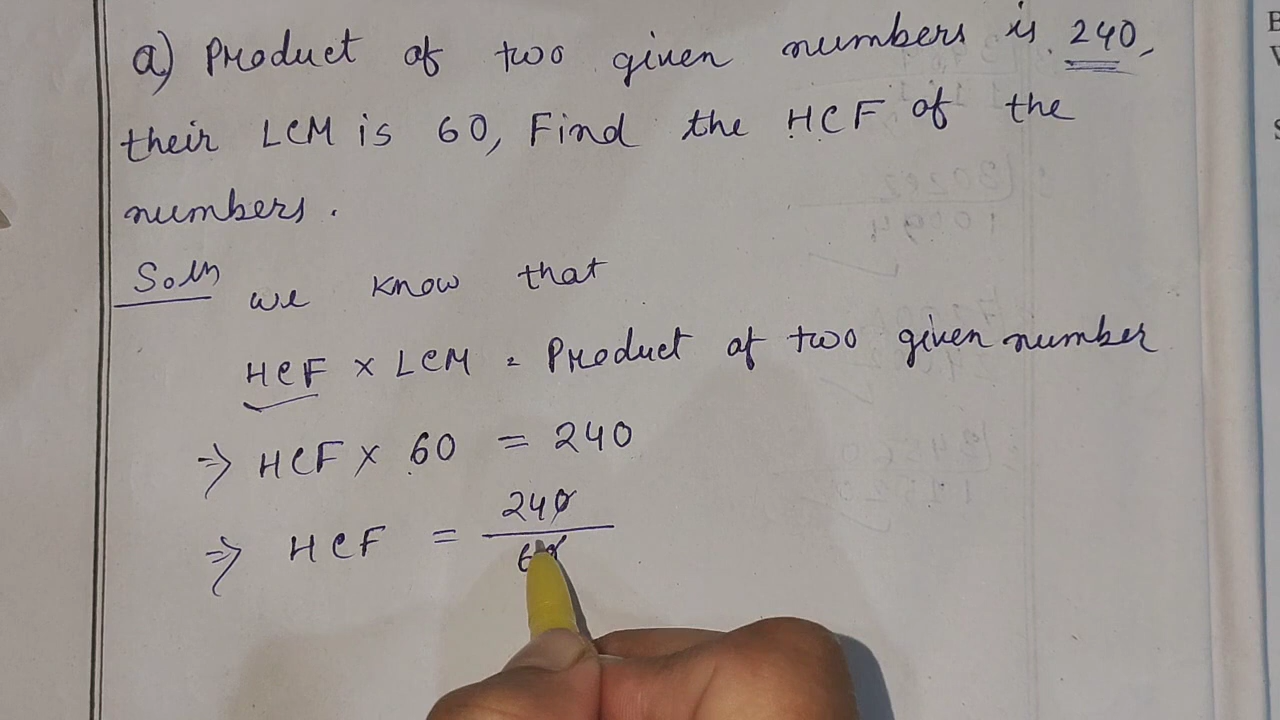 a) Product of two given numbers is 240,
their LCM is 60, Find the HCF of the
numbers.
Soln
we know that
HCF x LCM = Product of two given number
⇒ HCF x 60 = 240
⇒ HCF = 240
60